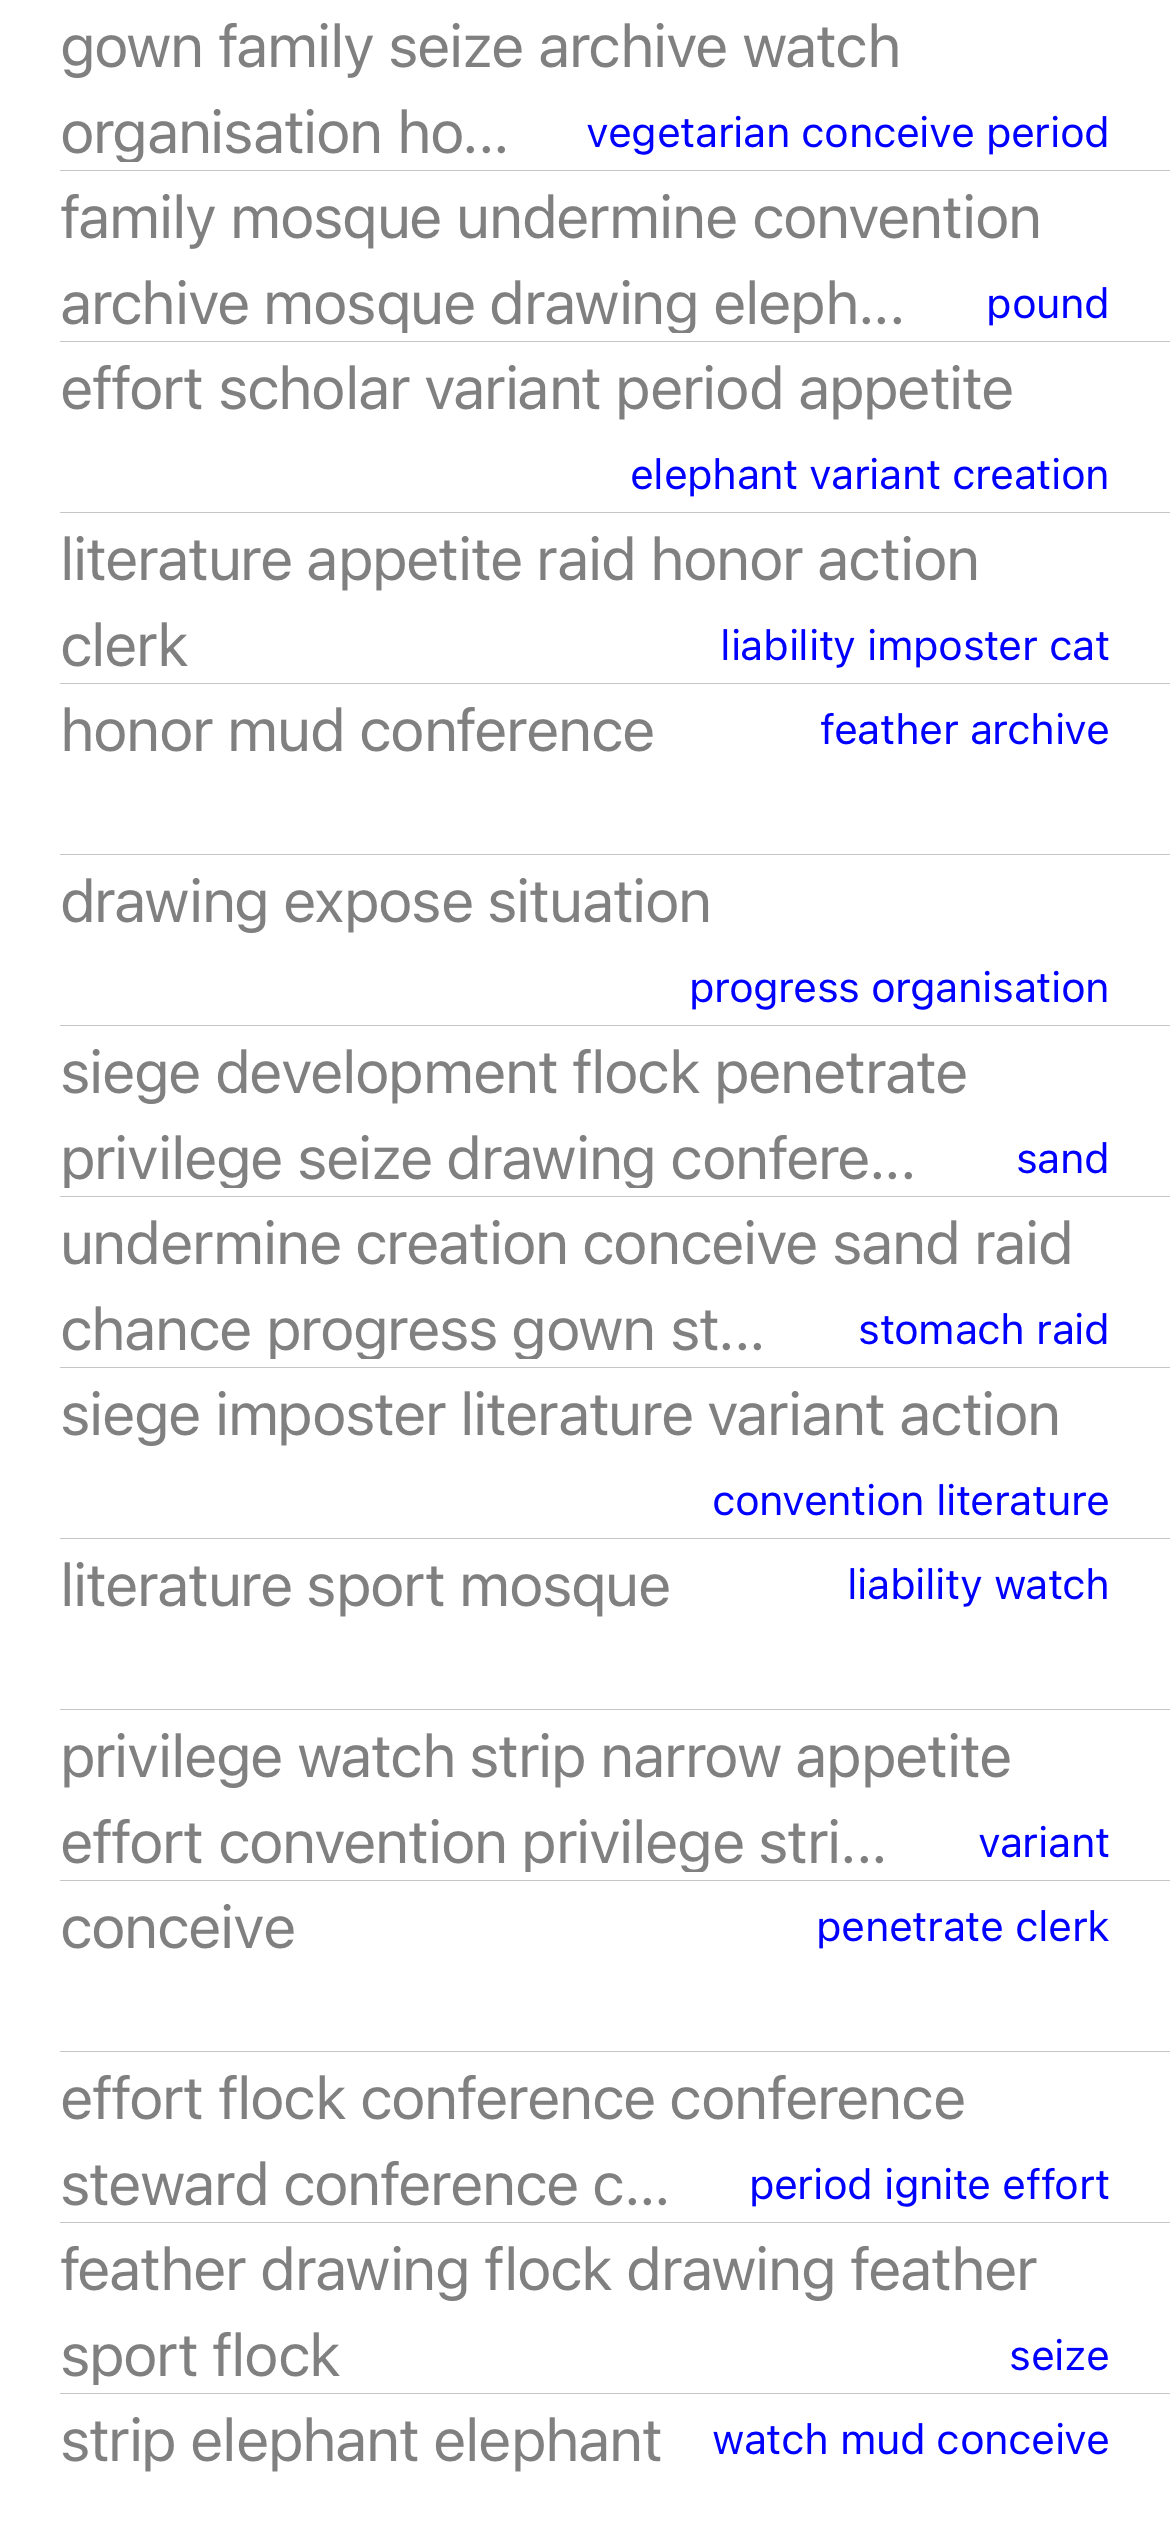 gown family seize archive watch
organisation ho... vegetarian conceive period
family mosque undermine convention
archive mosque drawing eleph... pound
effort scholar variant period appetite
elephant variant creation
literature appetite raid honor action
clerk liability imposter cat
honor mud conference feather archive
drawing expose situation
progress organisation
siege development flock penetrate
privilege seize drawing confere... sand
undermine creation conceive sand raid
chance progress gown st... stomach raid
siege imposter literature variant action
convention literature
literature sport mosque liability watch
privilege watch strip narrow appetite
effort convention privilege stri... variant
conceive penetrate clerk
effort flock conference conference
steward conference c... period ignite effort
feather drawing flock drawing feather
sport flock seize
strip elephant elephant watch mud conceive